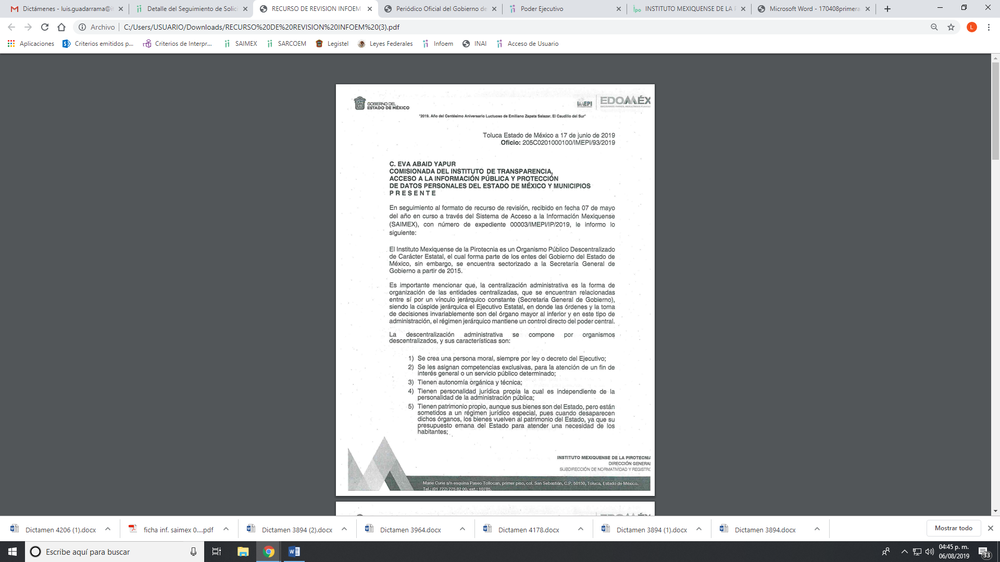 Dictámenes - luis.guadarrama@i
Detalle del Seguimiento de Solici
RECURSO DE REVISION INFOEM
Periódico Oficial del Gobierno de
Poder Ejecutivo
INSTITUTO MEXIQUENSE DE LA P
Microsoft Word - 170408primera
Archivo
C:/Users/USUARIO/Downloads/RECURSO%20DE%20REVISION%20INFOEM%20(3).pdf
L
Aplicaciones
Criterios emitidos p...
Criterios de Interpr...
SAIMEX
SARCOEM
Legistel
Leyes Federales
Infoem
INAI
Acceso de Usuario
GOBIERNO DEL
ESTADO DE MÉXICO
IMEPI
EDOMÉX
DECISIONES FIRMES, RESULTADOS FUERTES
"2019. Año del Centésimo Aniversario Luctuoso de Emiliano Zapata Salazar. El Caudillo del Sur"
Toluca Estado de México a 17 de junio de 2019
Oficio: 205C0201000100/IMEPI/93/2019
C. EVA ABAID YAPUR
COMISIONADA DEL INSTITUTO DE TRANSPARENCIA,
ACCESO A LA INFORMACIÓN PÚBLICA Y PROTECCIÓN
DE DATOS PERSONALES DEL ESTADO DE MÉXICO Y MUNICIPIOS
P R E S E N T E
En seguimiento al formato de recurso de revisión, recibido en fecha 07 de mayo
del año en curso a través del Sistema de Acceso a la Información Mexiquense
(SAIMEX), con número de expediente 00003/IMEPI/IP/2019, le informo lo
siguiente:
El Instituto Mexiquense de la Pirotecnia es un Organismo Público Descentralizado
de Carácter Estatal, el cual forma parte de los entes del Gobierno del Estado de
México, sin embargo, se encuentra sectorizado a la Secretaría General de
Gobierno a partir de 2015.
Es importante mencionar que, la centralización administrativa es la forma de
organización de las entidades centralizadas, que se encuentran relacionadas
entre sí por un vínculo jerárquico constante (Secretaria General de Gobierno),
siendo la cúspide jerárquica el Ejecutivo Estatal, en donde las órdenes y la toma
de decisiones invariablemente son del órgano mayor al inferior y en este tipo de
administración, el régimen jerárquico mantiene un control directo del poder central.
La descentralización administrativa se compone por organismos
descentralizados, y sus características son:
1) Se crea una persona moral, siempre por ley o decreto del Ejecutivo;
2) Se les asignan competencias exclusivas, para la atención de un fin de
interés general o un servicio público determinado;
3) Tienen autonomía orgánica y técnica;
4) Tienen personalidad jurídica propia la cual es independiente de la
personalidad de la administración pública;
5) Tienen patrimonio propio, aunque sus bienes son del Estado, pero están
sometidos a un régimen jurídico especial, pues cuando desaparecen
dichos órganos, los bienes vuelven al patrimonio del Estado, ya que su
presupuesto emana del Estado para atender una necesidad de los
habitantes;
INSTITUTO MEXIQUENSE DE LA PIROTECNIA
DIRECCIÓN GENERAL
SUBDIRECCIÓN DE NORMATIVIDAD Y REGISTRO
Marie Curie s/n esquina Paseo Tollocan, primer piso, col. San Sebastián, C.P. 50150, Toluca, Estado de México.
Tel.: (01 722) 275 82 00, ext.: 10785.
Dictamen 4206 (1).docx
ficha inf. saimex 0....pdf
Dictamen 3894 (2).docx
Dictamen 3964.docx
Dictamen 4178.docx
Dictamen 3894 (1).docx
Dictamen 3894.docx
Mostrar todo
Escribe aquí para buscar
04:45 p. m.
06/08/2019
33